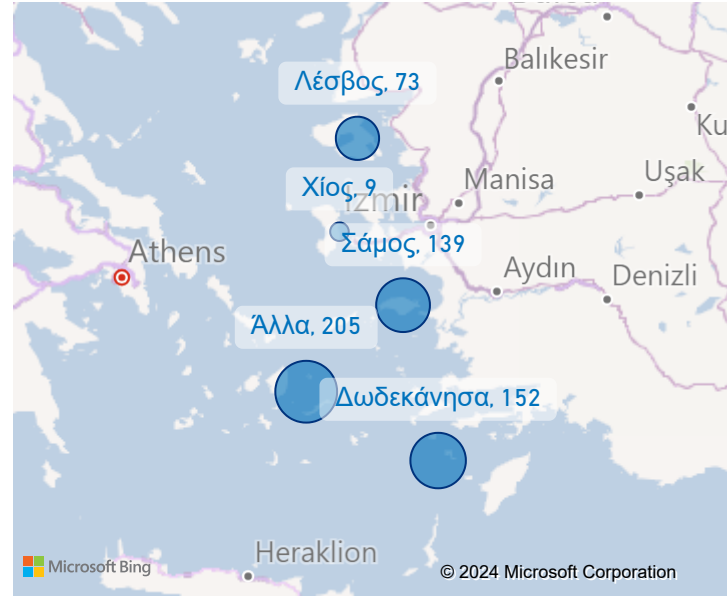 Balıkesir
Λέσβος, 73
Ku
Uşak
Manisa
Χίος, 9
Izmir
Σάμος, 139
Athens
Aydın
Denizli
Άλλα, 205
Δωδεκάνησα, 152
Heraklion
Microsoft Bing
© 2024 Microsoft Corporation